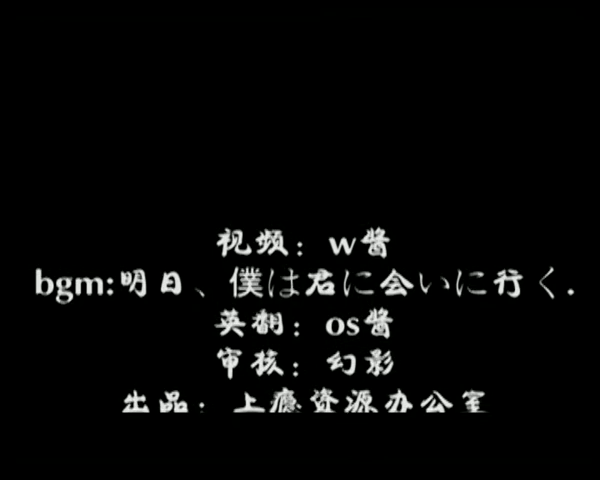 视频：w酱
bgm:明日、僕は君に会いに行く.
英翻：os酱
审核：幻影
出品：上瘾资源办公室